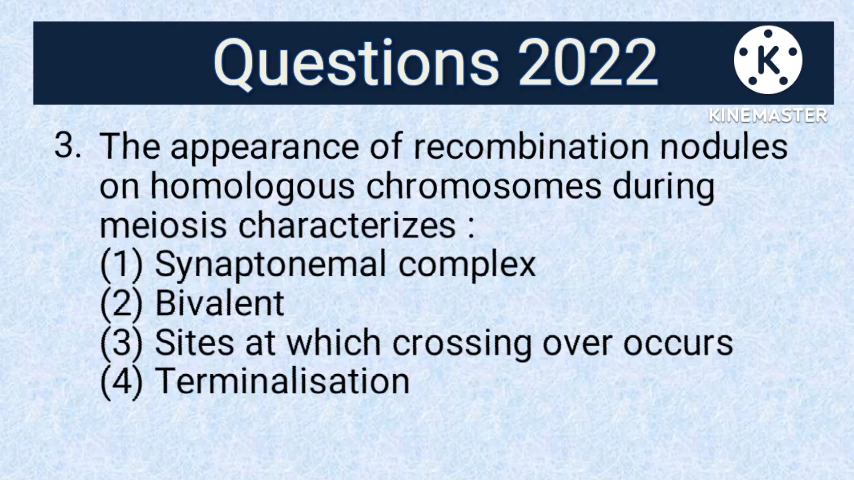 Questions 2022
K
KINEMASTER
3. The appearance of recombination nodules
on homologous chromosomes during
meiosis characterizes :
(1) Synaptonemal complex
(2) Bivalent
(3) Sites at which crossing over occurs
(4) Terminalisation